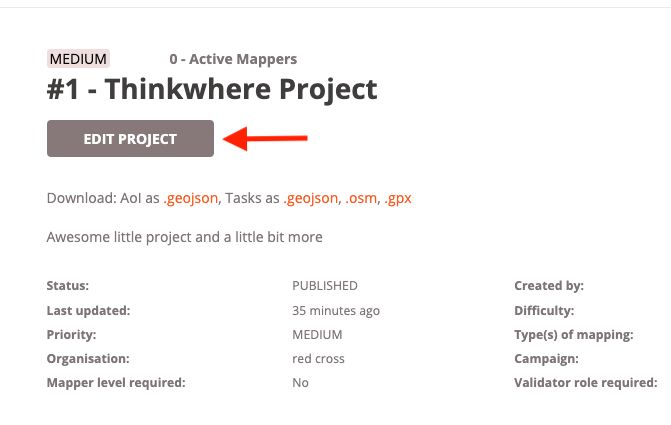 MEDIUM 0 - Active Mappers
#1 - Thinkwhere Project
EDIT PROJECT
Download: AoI as .geojson, Tasks as .geojson, .osm, .gpx
Awesome little project and a little bit more
Status: PUBLISHED Created by:
Last updated: 35 minutes ago Difficulty:
Priority: MEDIUM Type(s) of mapping:
Organisation: red cross Campaign:
Mapper level required: No Validator role required: